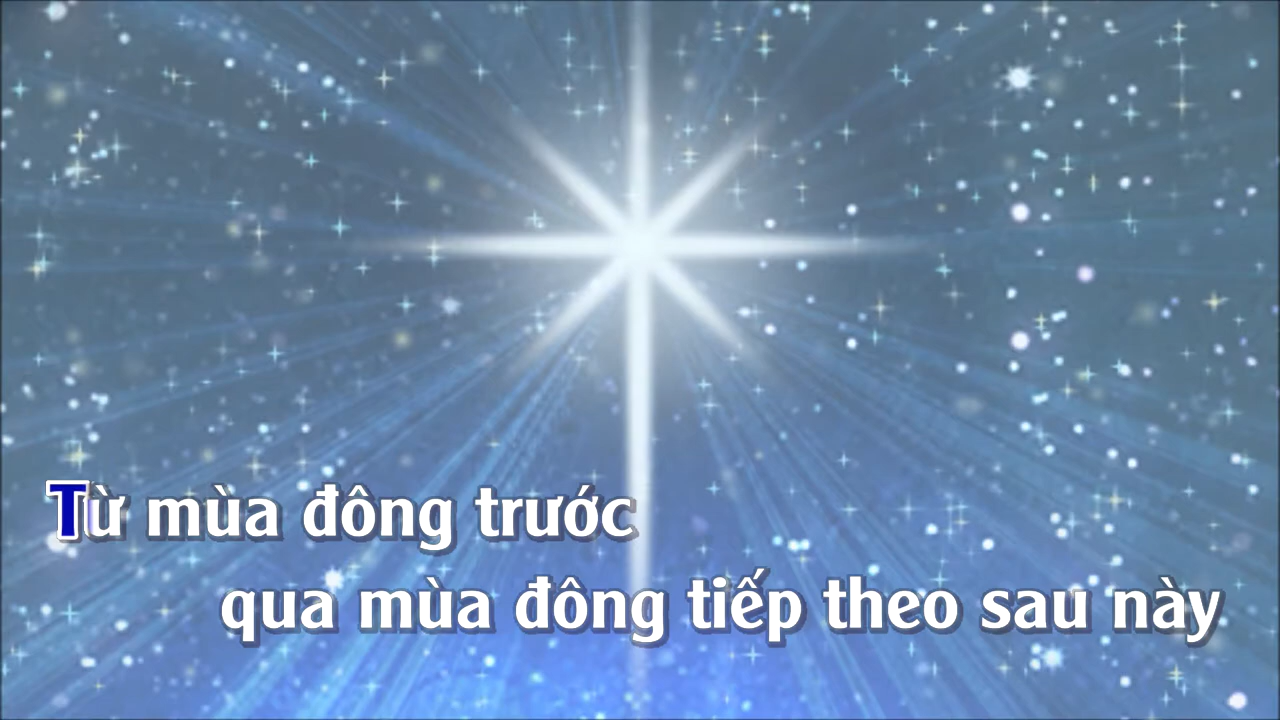 Từ mùa đông trước
qua mùa đông tiếp theo sau này